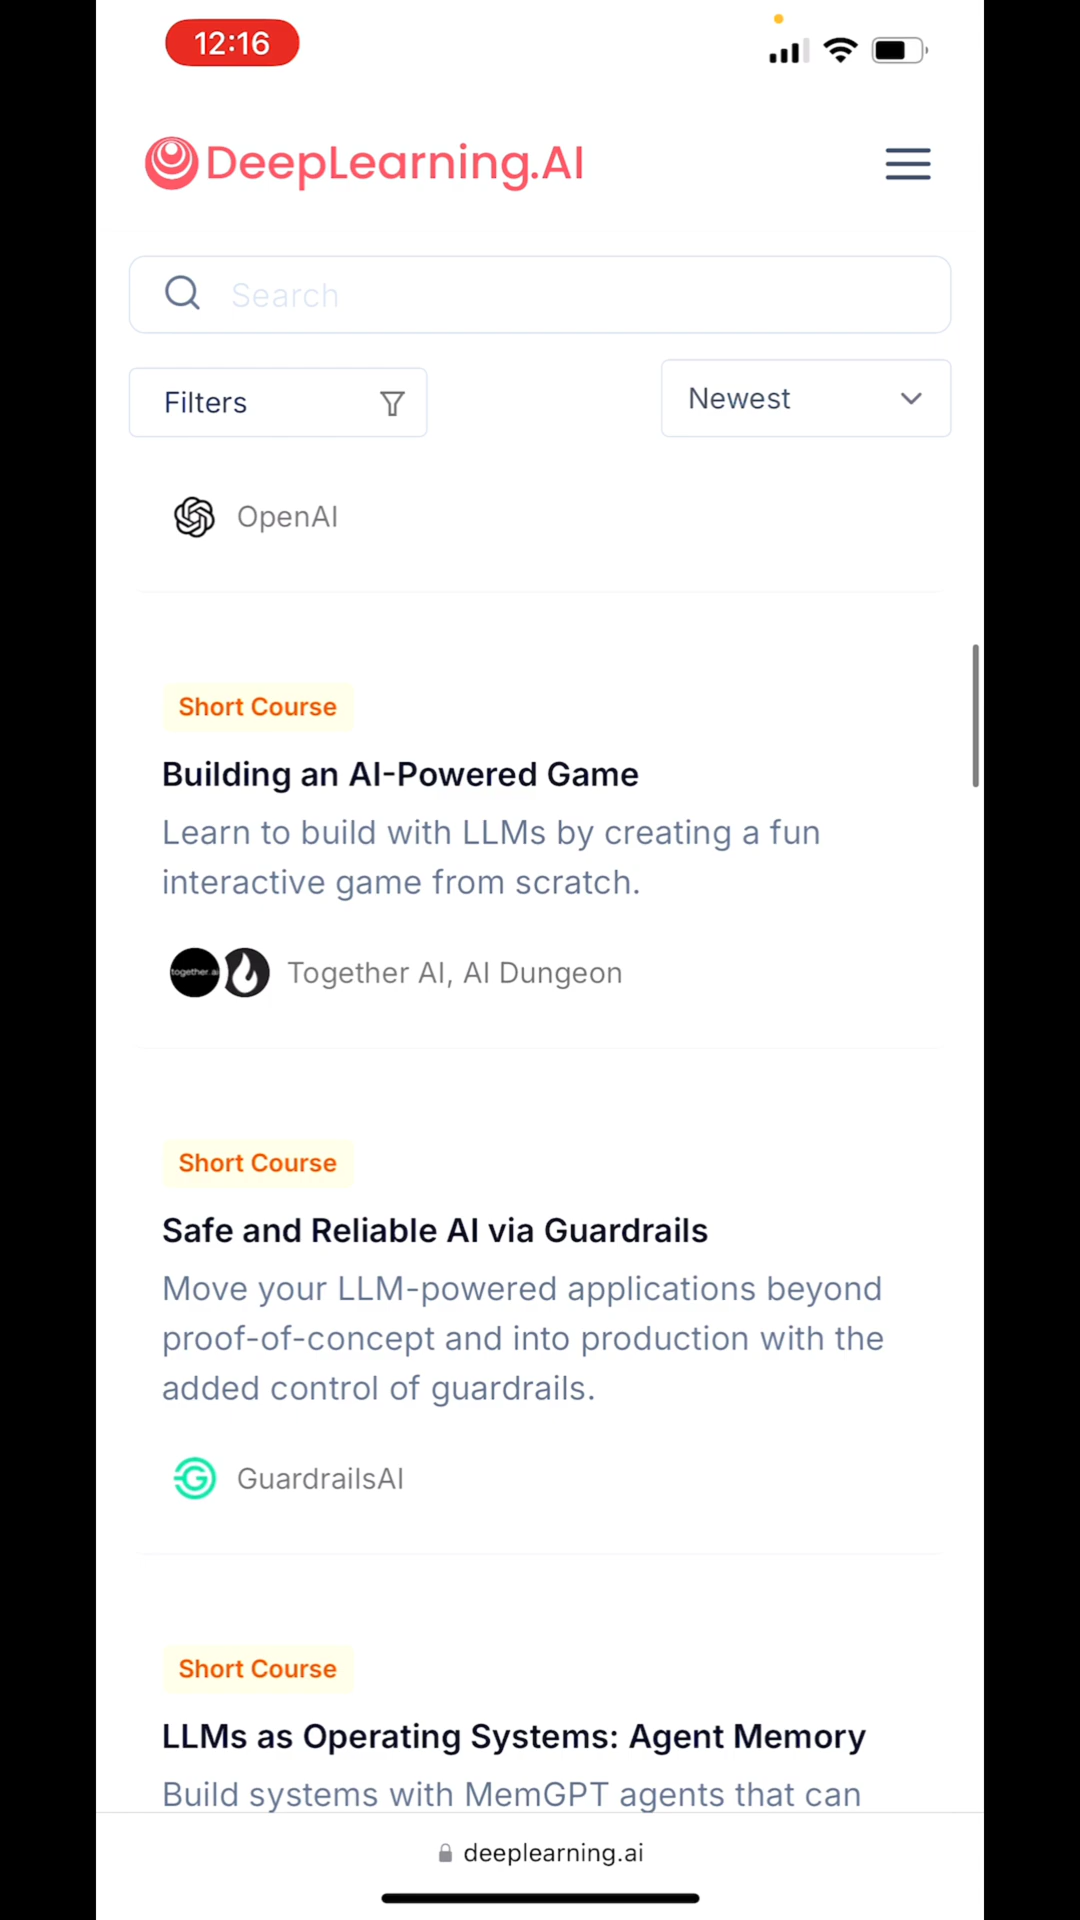 12:16
DeepLearning.AI
Search
Filters
Newest
OpenAI
Short Course
Building an AI-Powered Game
Learn to build with LLMs by creating a fun
interactive game from scratch.
together.ai
Together AI, AI Dungeon
Short Course
Safe and Reliable AI via Guardrails
Move your LLM-powered applications beyond
proof-of-concept and into production with the
added control of guardrails.
G
GuardrailsAI
Short Course
LLMs as Operating Systems: Agent Memory
Build systems with MemGPT agents that can
deeplearning.ai